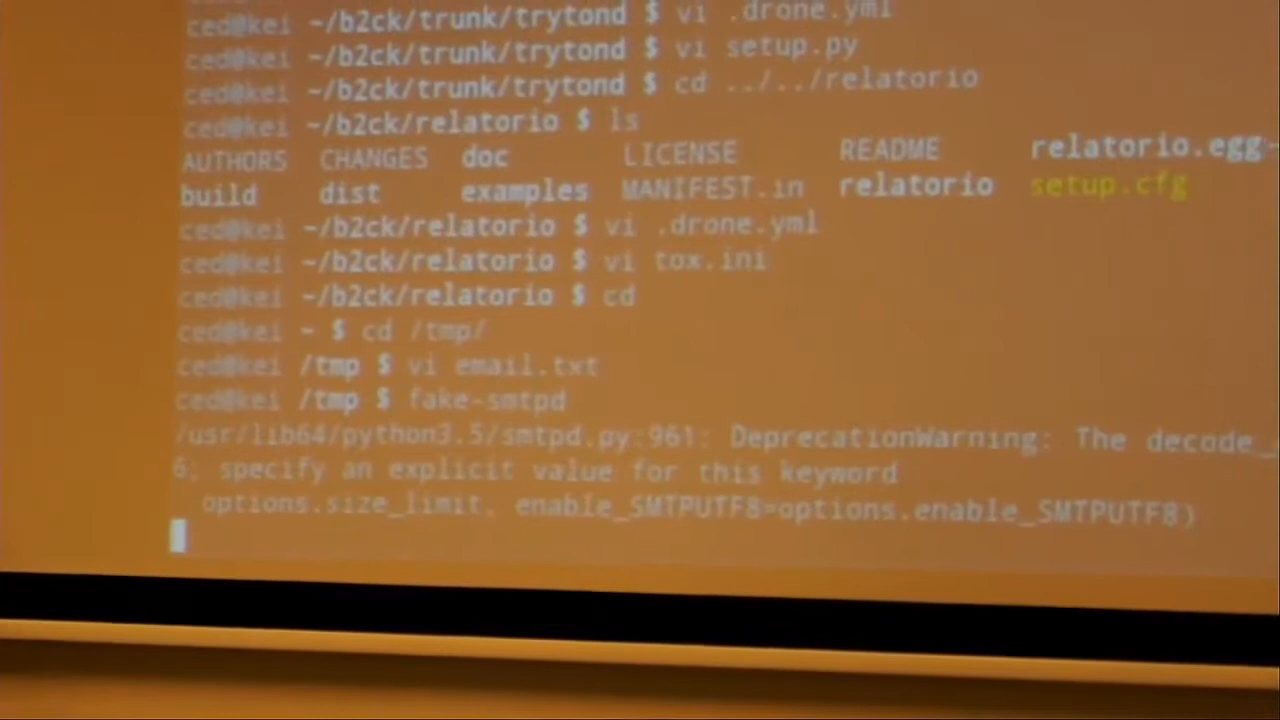 ced@kei ~/b2ck/trunk/trytond $ vi .drone.yml
ced@kei ~/b2ck/trunk/trytond $ vi setup.py
ced@kei ~/b2ck/trunk/trytond $ cd ../../relatorio
ced@kei ~/b2ck/relatorio $ ls
AUTHORS CHANGES doc LICENSE README relatorio.egg-
build dist examples MANIFEST.in relatorio setup.cfg
ced@kei ~/b2ck/relatorio $ vi .drone.yml
ced@kei ~/b2ck/relatorio $ vi tox.ini
ced@kei ~/b2ck/relatorio $ cd
ced@kei ~ $ cd /tmp/
ced@kei /tmp $ vi email.txt
ced@kei /tmp $ fake-smtpd
/usr/lib64/python3.5/smtpd.py:961: DeprecationWarning: The decode_
6; specify an explicit value for this keyword
options.size_limit, enable_SMTPUTF8=options.enable_SMTPUTF8)